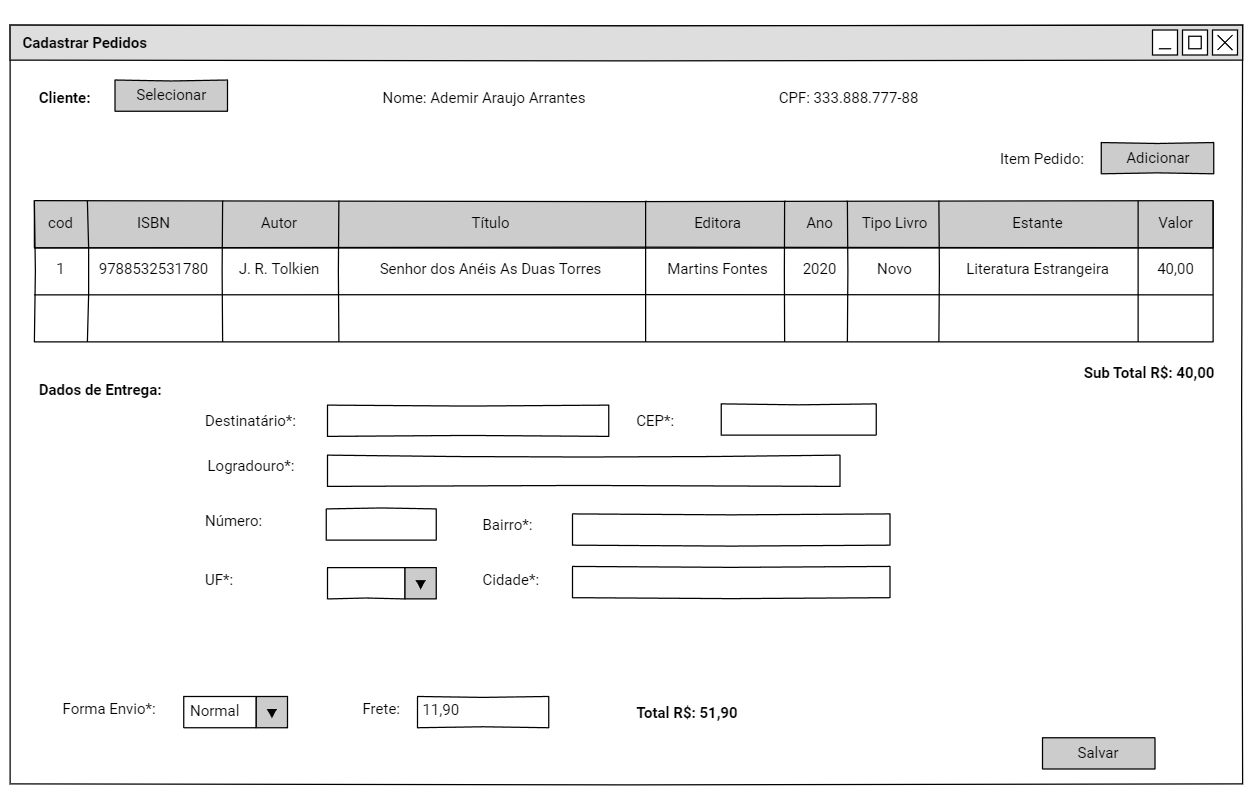 Cadastrar Pedidos
Cliente: Selecionar Nome: Ademir Araujo Arrantes CPF: 333.888.777-88
Item Pedido: Adicionar
cod ISBN Autor Título Editora Ano Tipo Livro Estante Valor
1 9788532531780 J. R. Tolkien Senhor dos Anéis As Duas Torres Martins Fontes 2020 Novo Literatura Estrangeira 40,00
Sub Total R$: 40,00
Dados de Entrega:
Destinatário*: CEP*:
Logradouro*:
Número: Bairro*:
UF*: Cidade*:
Forma Envio*: Normal Frete: 11,90 Total R$: 51,90
Salvar